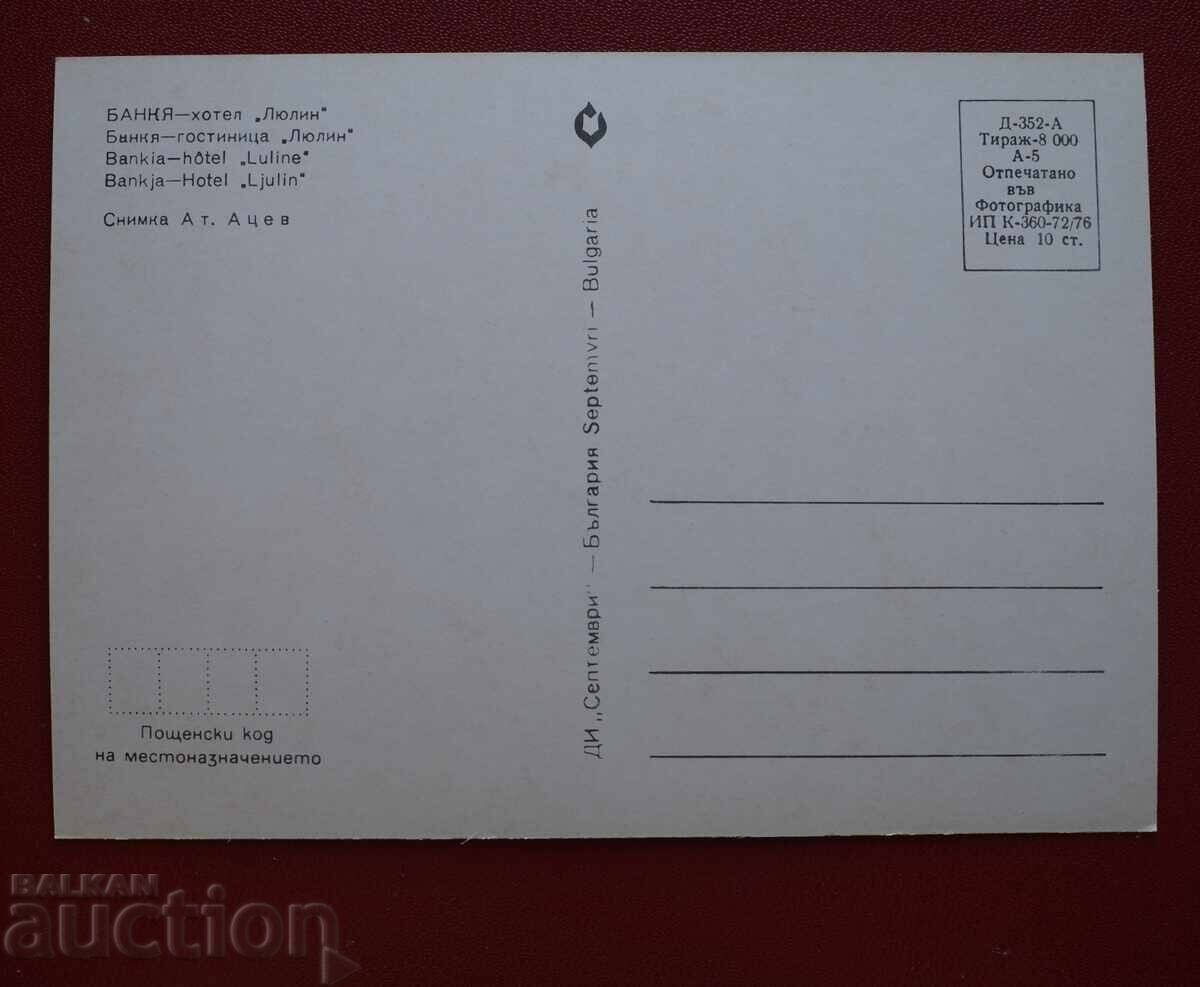 БАНКЯ—хотел „Люлин"
Банкя—гостиница „Люлин"
Bankia—hôtel „Luline"
Bankja—Hotel „Ljulin"
Снимка Ат. Ацев
Пощенски код
на местоназначението
ДИ „Септември" — България Septemvri — Bulgaria
Д-352-А
Тираж-8 000
А-5
Отпечатано
във
Фотографика
ИП К-360-72/76
Цена 10 ст.
BALKAN
auction